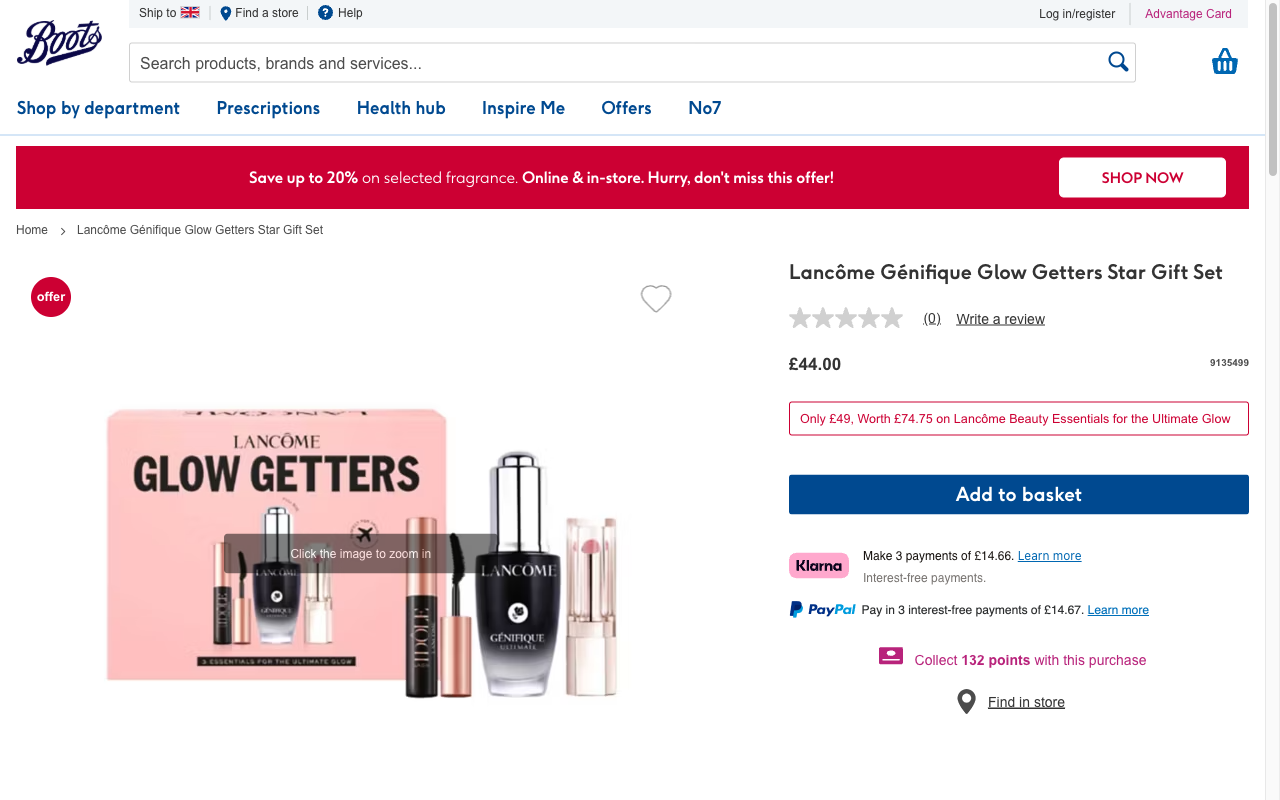 Boots
Ship to
Find a store
Help
Log in/register
Advantage Card
Search products, brands and services...
Shop by department
Prescriptions
Health hub
Inspire Me
Offers
No7
Save up to 20% on selected fragrance. Online & in-store. Hurry, don't miss this offer!
SHOP NOW
Home
Lancôme Génifique Glow Getters Star Gift Set
offer
LANCÔME
LANCÔME
GLOW GETTERS
Click the image to zoom in
LANCÔME
GÉNIFIQUE
3 ESSENTIALS FOR THE ULTIMATE GLOW
IDÔLE
LANCÔME
GÉNIFIQUE
ULTIMATE
Lancôme Génifique Glow Getters Star Gift Set
(0)
Write a review
£44.00
9135499
Only £49, Worth £74.75 on Lancôme Beauty Essentials for the Ultimate Glow
Add to basket
Klarna
Make 3 payments of £14.66. Learn more
Interest-free payments.
PayPal
Pay in 3 interest-free payments of £14.67. Learn more
Collect 132 points with this purchase
Find in store